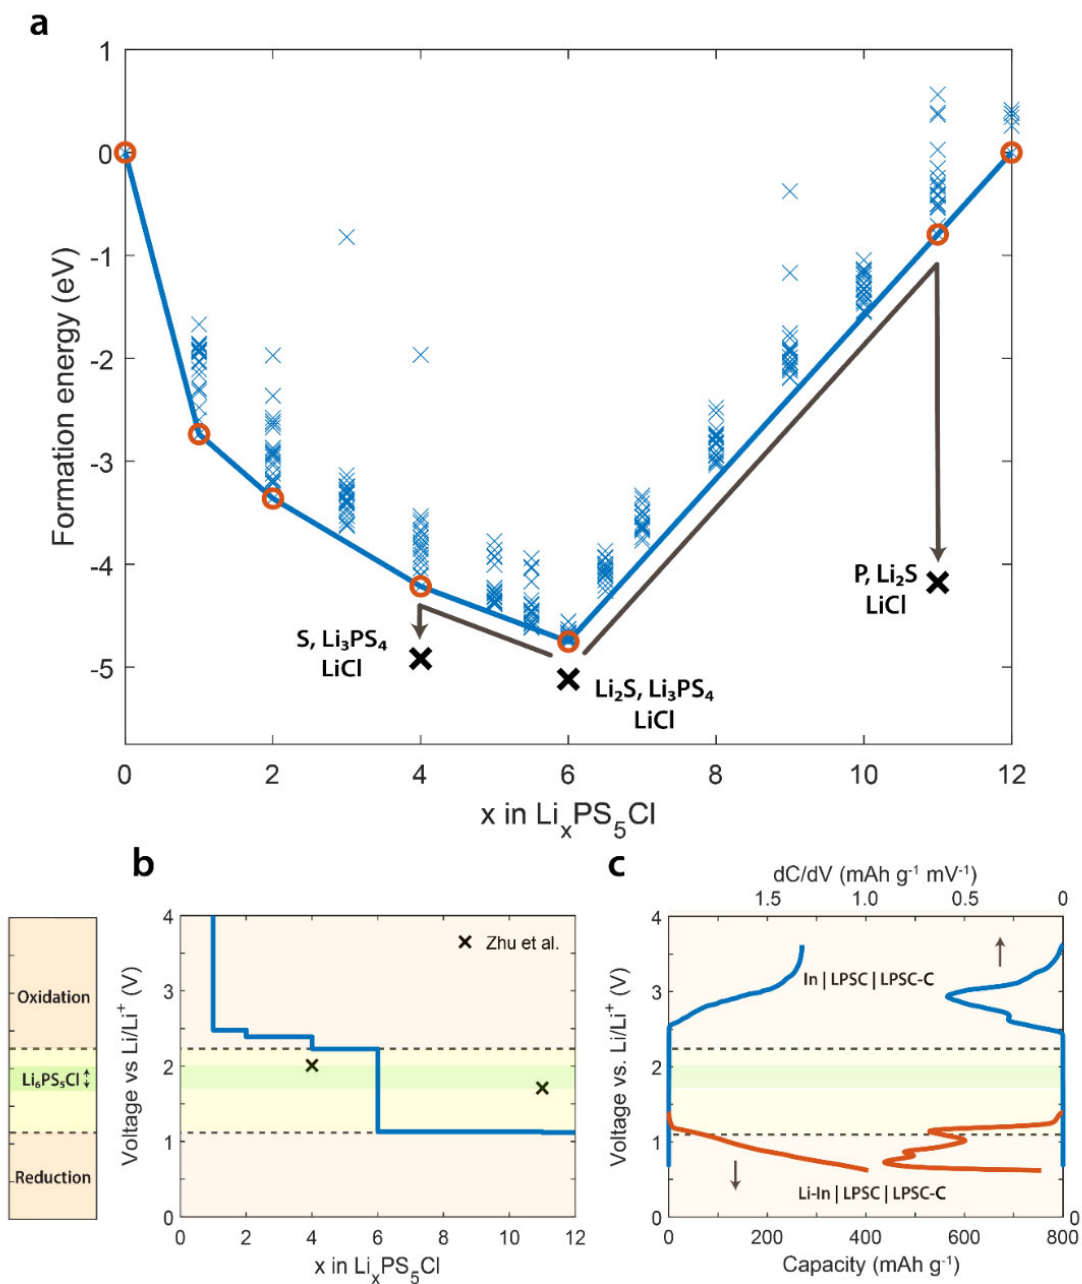 a
1
0
-1
-2
-3
-4
-5
Formation energy (eV)
S, Li₃PS₄
LiCl
Li₂S, Li₃PS₄
LiCl
P, Li₂S
LiCl
0 2 4 6 8 10 12
x in LiₓPS₅Cl
b
Oxidation
Li₆PS₅Cl
Reduction
4
3
2
1
0
Voltage vs Li/Li⁺ (V)
Zhu et al.
0 2 4 6 8 10 12
x in LiₓPS₅Cl
c
dC/dV (mAh g⁻¹ mV⁻¹)
1.5 1.0 0.5 0
4
3
2
1
0
Voltage vs. Li/Li⁺ (V)
In | LPSC | LPSC-C
Li-In | LPSC | LPSC-C
0
0 200 400 600 800
Capacity (mAh g⁻¹)